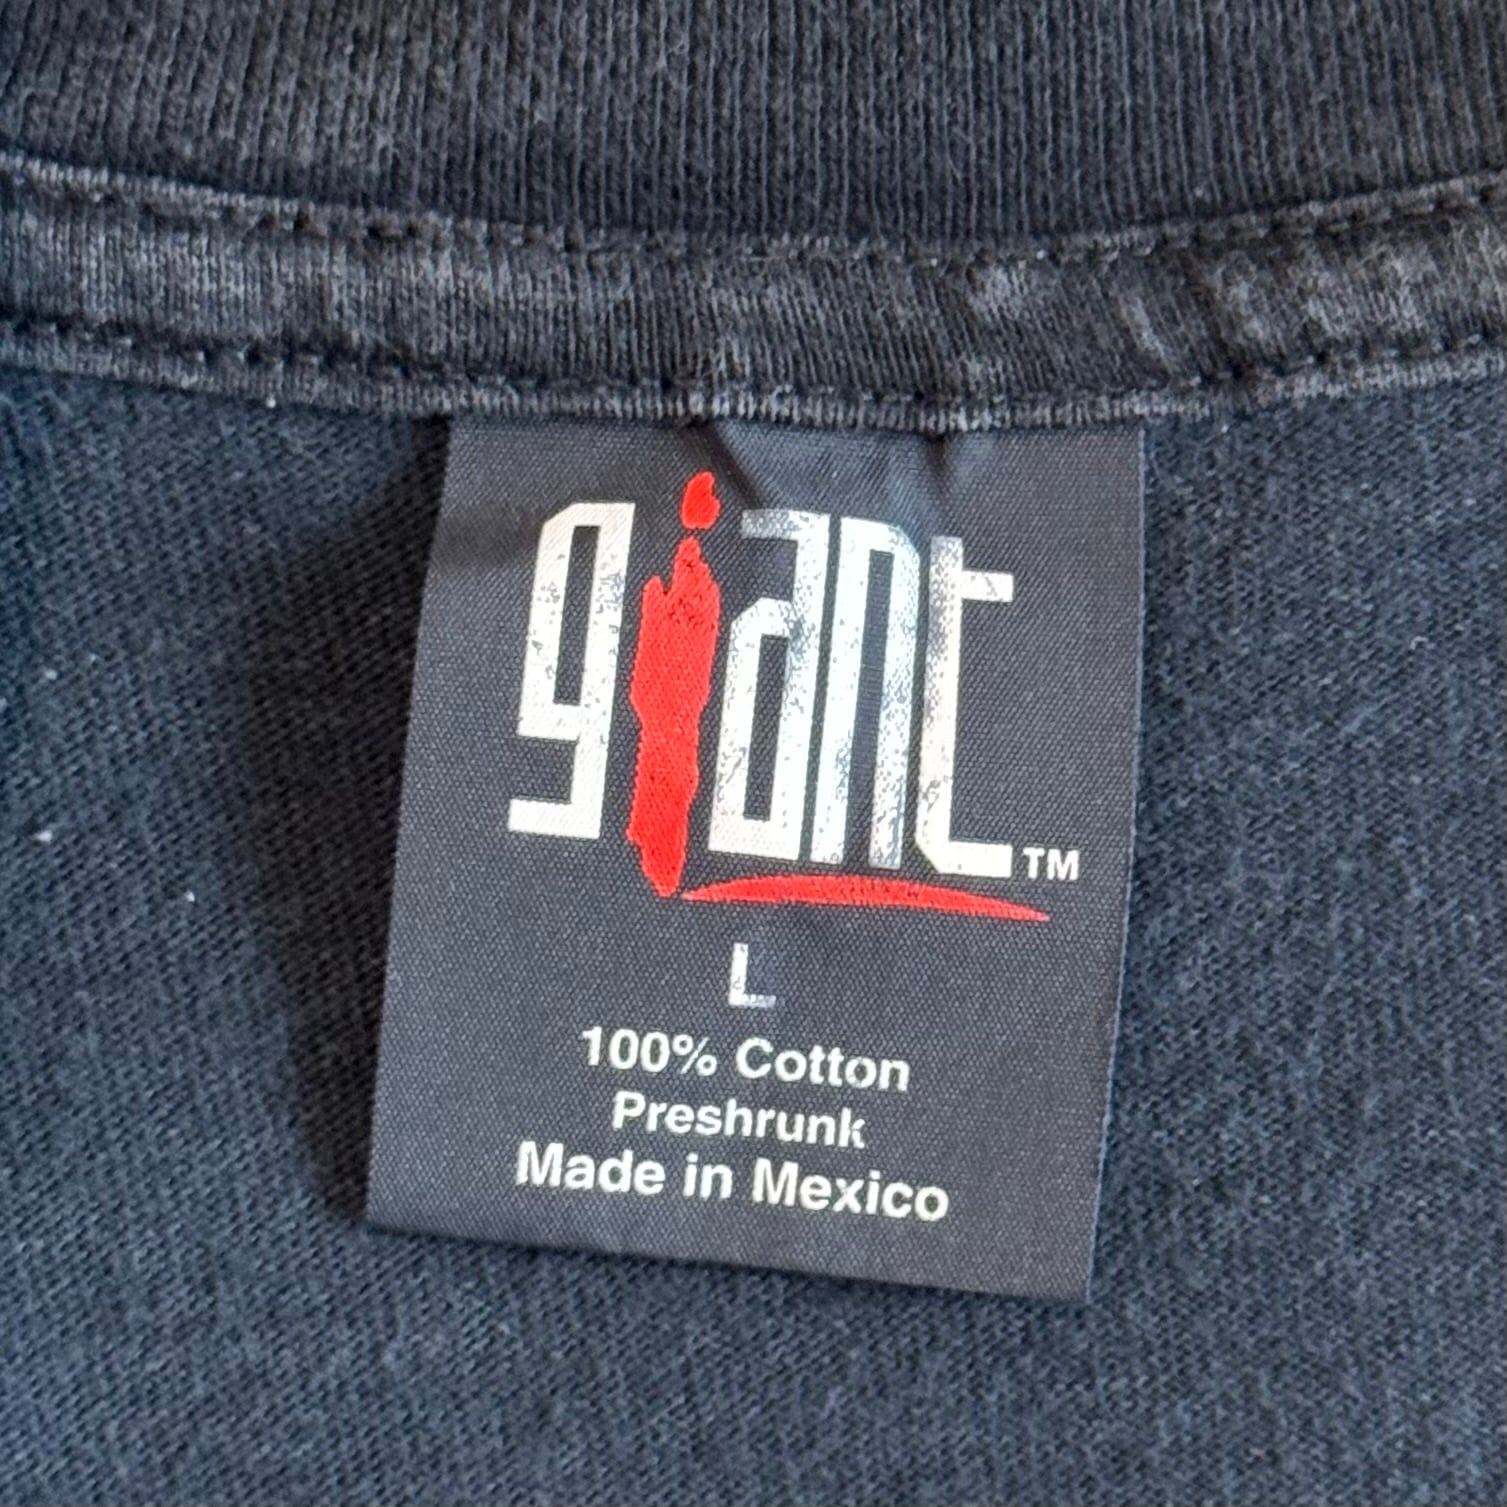 giant™
L
100% Cotton
Preshrunk
Made in Mexico